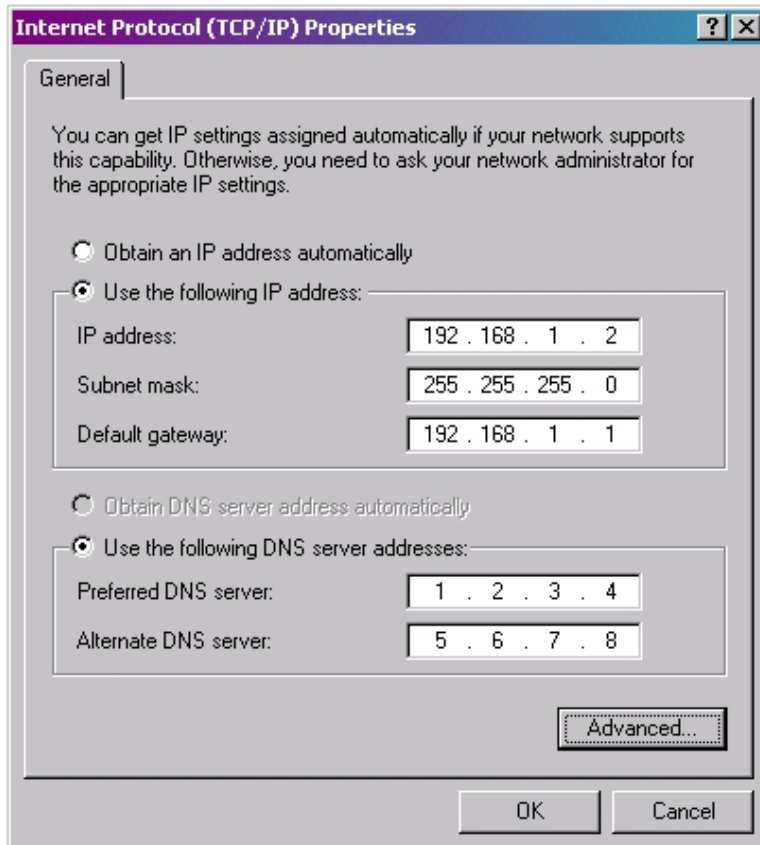 Internet Protocol (TCP/IP) Properties
General
You can get IP settings assigned automatically if your network supports
this capability. Otherwise, you need to ask your network administrator for
the appropriate IP settings.
Obtain an IP address automatically
Use the following IP address:
IP address: 192 . 168 . 1 . 2
Subnet mask: 255 . 255 . 255 . 0
Default gateway: 192 . 168 . 1 . 1
Obtain DNS server address automatically
Use the following DNS server addresses:
Preferred DNS server: 1 . 2 . 3 . 4
Alternate DNS server: 5 . 6 . 7 . 8
Advanced...
OK Cancel